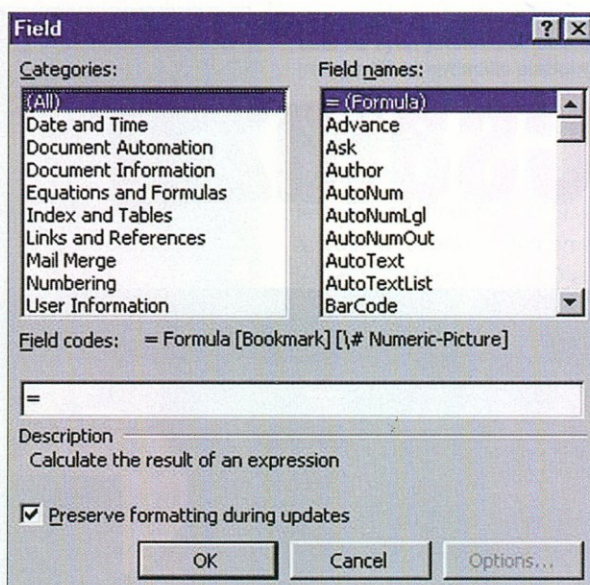 Field
Categories:
(All)
Date and Time
Document Automation
Document Information
Equations and Formulas
Index and Tables
Links and References
Mail Merge
Numbering
User Information
Field names:
= (Formula)
Advance
Ask
Author
AutoNum
AutoNumLgl
AutoNumOut
AutoText
AutoTextList
BarCode
Field codes: = Formula [Bookmark] [\# Numeric-Picture]
=
Description
Calculate the result of an expression
Preserve formatting during updates
OK Cancel Options...